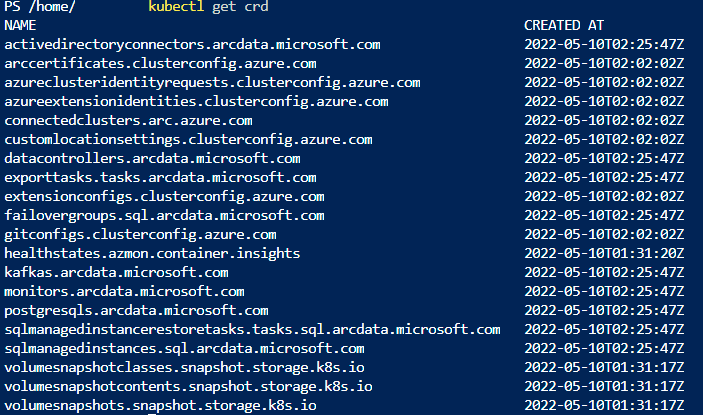 PS /home/ kubectl get crd
NAME CREATED AT
activedirectoryconnectors.arcdata.microsoft.com 2022-05-10T02:25:47Z
arccertificates.clusterconfig.azure.com 2022-05-10T02:02:02Z
azureclusteridentityrequests.clusterconfig.azure.com 2022-05-10T02:02:02Z
azureextensionidentities.clusterconfig.azure.com 2022-05-10T02:02:02Z
connectedclusters.arc.azure.com 2022-05-10T02:02:02Z
customlocationsettings.clusterconfig.azure.com 2022-05-10T02:02:02Z
datacontrollers.arcdata.microsoft.com 2022-05-10T02:25:47Z
exporttasks.tasks.arcdata.microsoft.com 2022-05-10T02:25:47Z
extensionconfigs.clusterconfig.azure.com 2022-05-10T02:02:02Z
failovergroups.sql.arcdata.microsoft.com 2022-05-10T02:25:47Z
gitconfigs.clusterconfig.azure.com 2022-05-10T02:02:02Z
healthstates.azmon.container.insights 2022-05-10T01:31:20Z
kafkas.arcdata.microsoft.com 2022-05-10T02:25:47Z
monitors.arcdata.microsoft.com 2022-05-10T02:25:47Z
postgresqls.arcdata.microsoft.com 2022-05-10T02:25:47Z
sqlmanagedinstancerestoretasks.tasks.sql.arcdata.microsoft.com 2022-05-10T02:25:47Z
sqlmanagedinstances.sql.arcdata.microsoft.com 2022-05-10T02:25:47Z
volumesnapshotclasses.snapshot.storage.k8s.io 2022-05-10T01:31:17Z
volumesnapshotcontents.snapshot.storage.k8s.io 2022-05-10T01:31:17Z
volumesnapshots.snapshot.storage.k8s.io 2022-05-10T01:31:17Z